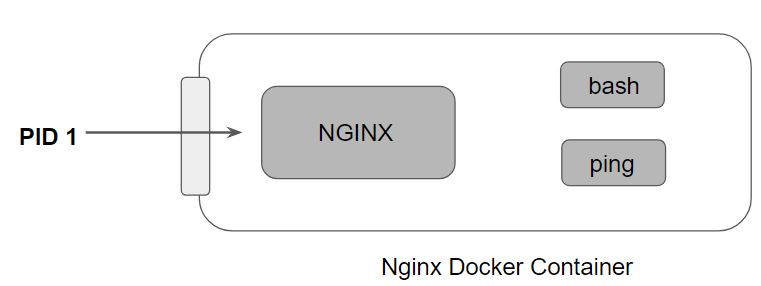 bash
PID 1
NGINX
ping
Nginx Docker Container